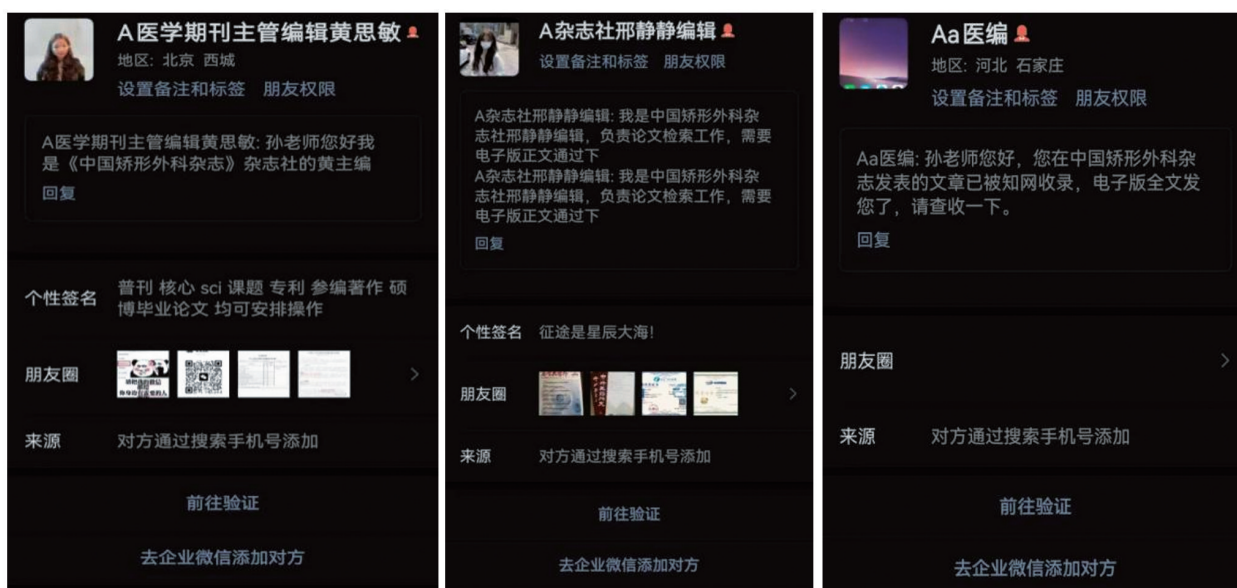 A医学期刊主管编辑黄思敏
地区: 北京 西城
设置备注和标签 朋友权限
A医学期刊主管编辑黄思敏: 孙老师您好我
是《中国矫形外科杂志》杂志社的黄主编
回复
个性签名 普刊 核心 sci 课题 专利 参编著作 硕
博毕业论文 均可安排操作
朋友圈
来源 对方通过搜索手机号添加
前往验证
去企业微信添加对方
A杂志社邢静静编辑
设置备注和标签 朋友权限
A杂志社邢静静编辑: 我是中国矫形外科杂
志社邢静静编辑，负责论文检索工作，需要
电子版正文通过下
A杂志社邢静静编辑: 我是中国矫形外科杂
志社邢静静编辑，负责论文检索工作，需要
电子版正文通过下
回复
个性签名 征途是星辰大海!
朋友圈
来源 对方通过搜索手机号添加
前往验证
去企业微信添加对方
Aa医编
地区: 河北 石家庄
设置备注和标签 朋友权限
Aa医编: 孙老师您好，您在中国矫形外科杂
志发表的文章已被知网收录，电子版全文发
您了，请查收一下。
回复
朋友圈
来源 对方通过搜索手机号添加
前往验证
去企业微信添加对方